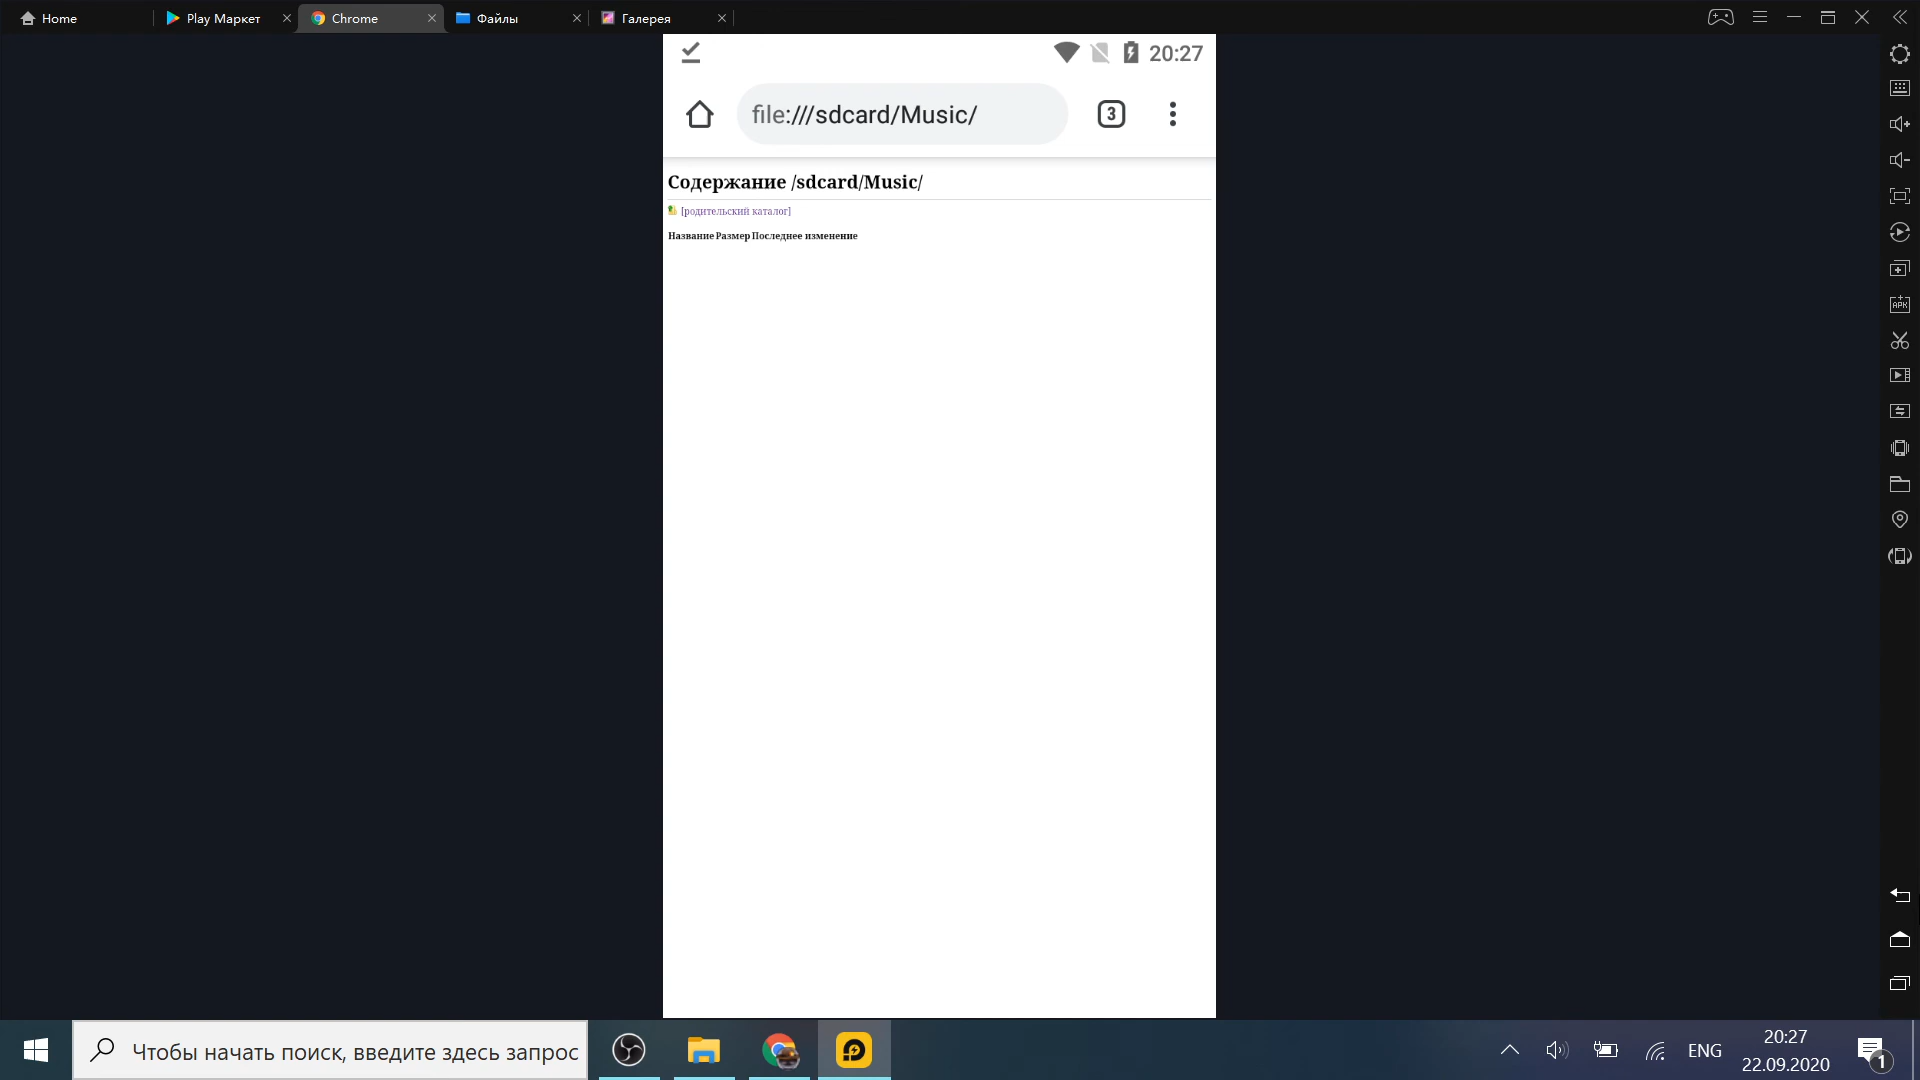 Home
Play Маркет
Chrome
Файлы
Галерея
20:27
file:///sdcard/Music/
3
Содержание /sdcard/Music/
[родительский каталог]
Название Размер Последнее изменение
APK
Чтобы начать поиск, введите здесь запрос
ENG
20:27
22.09.2020
1